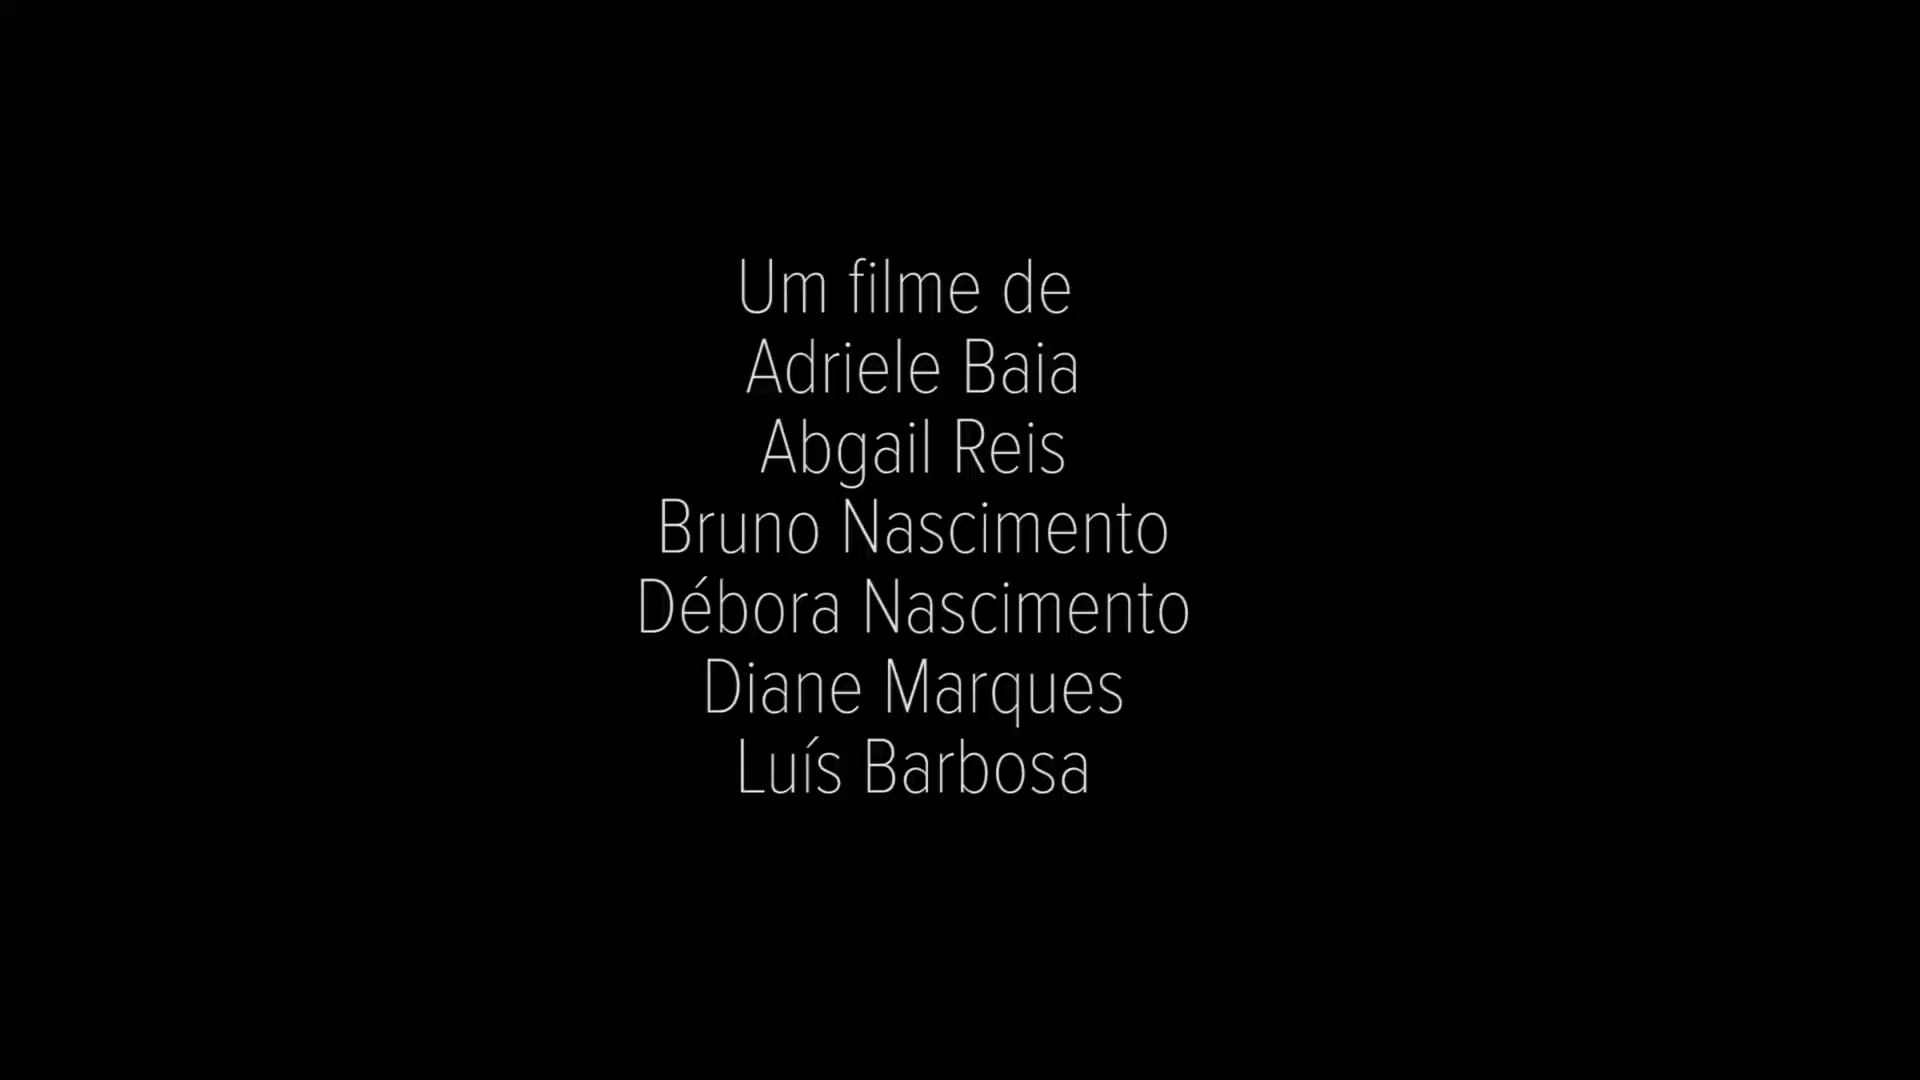 Um filme de
Adriele Baia
Abgail Reis
Bruno Nascimento
Débora Nascimento
Diane Marques
Luís Barbosa